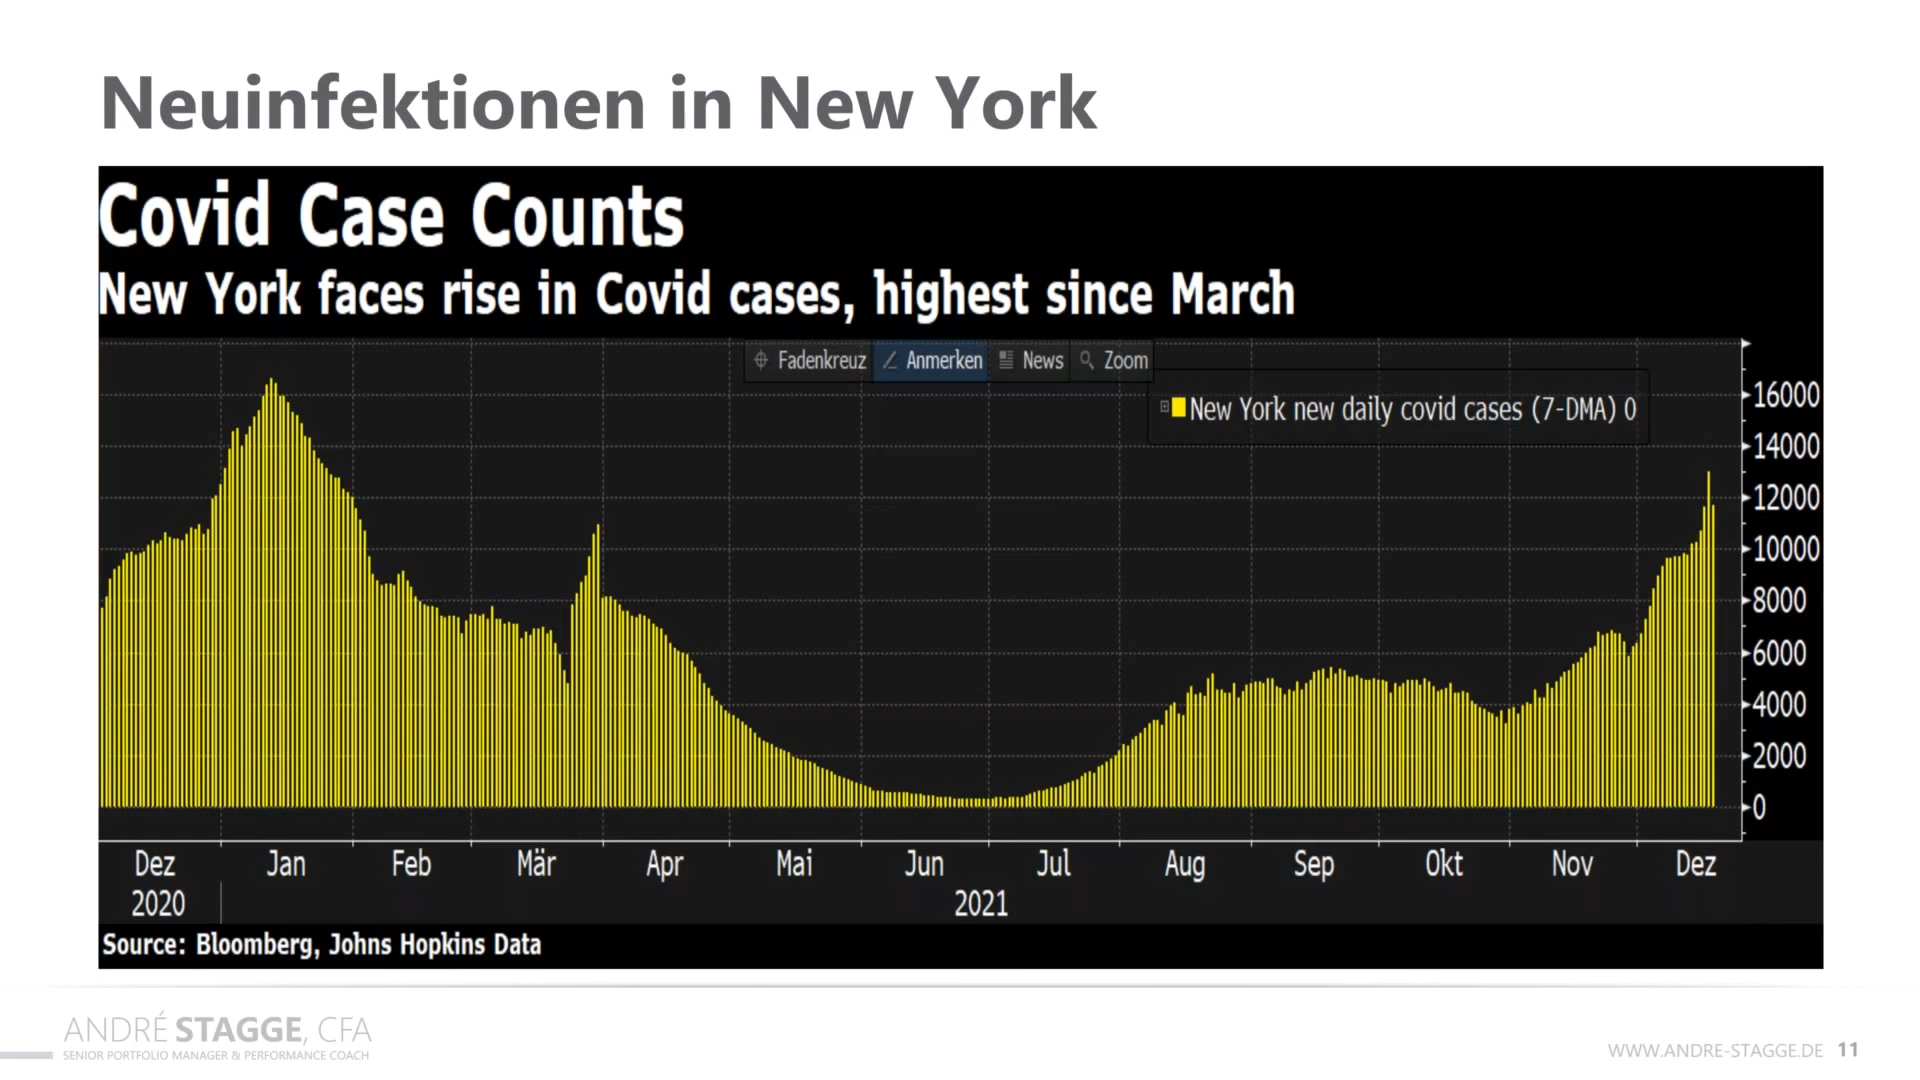 Neuinfektionen in New York
Covid Case Counts
New York faces rise in Covid cases, highest since March
Fadenkreuz Anmerken News Zoom
New York new daily covid cases (7-DMA) 0
16000
14000
12000
10000
8000
6000
4000
2000
0
Dez Jan Feb Mär Apr Mai Jun Jul Aug Sep Okt Nov Dez
2020 2021
Source: Bloomberg, Johns Hopkins Data
ANDRÉ STAGGE, CFA
SENIOR PORTFOLIO MANAGER & PERFORMANCE COACH
WWW.ANDRE-STAGGE.DE 11